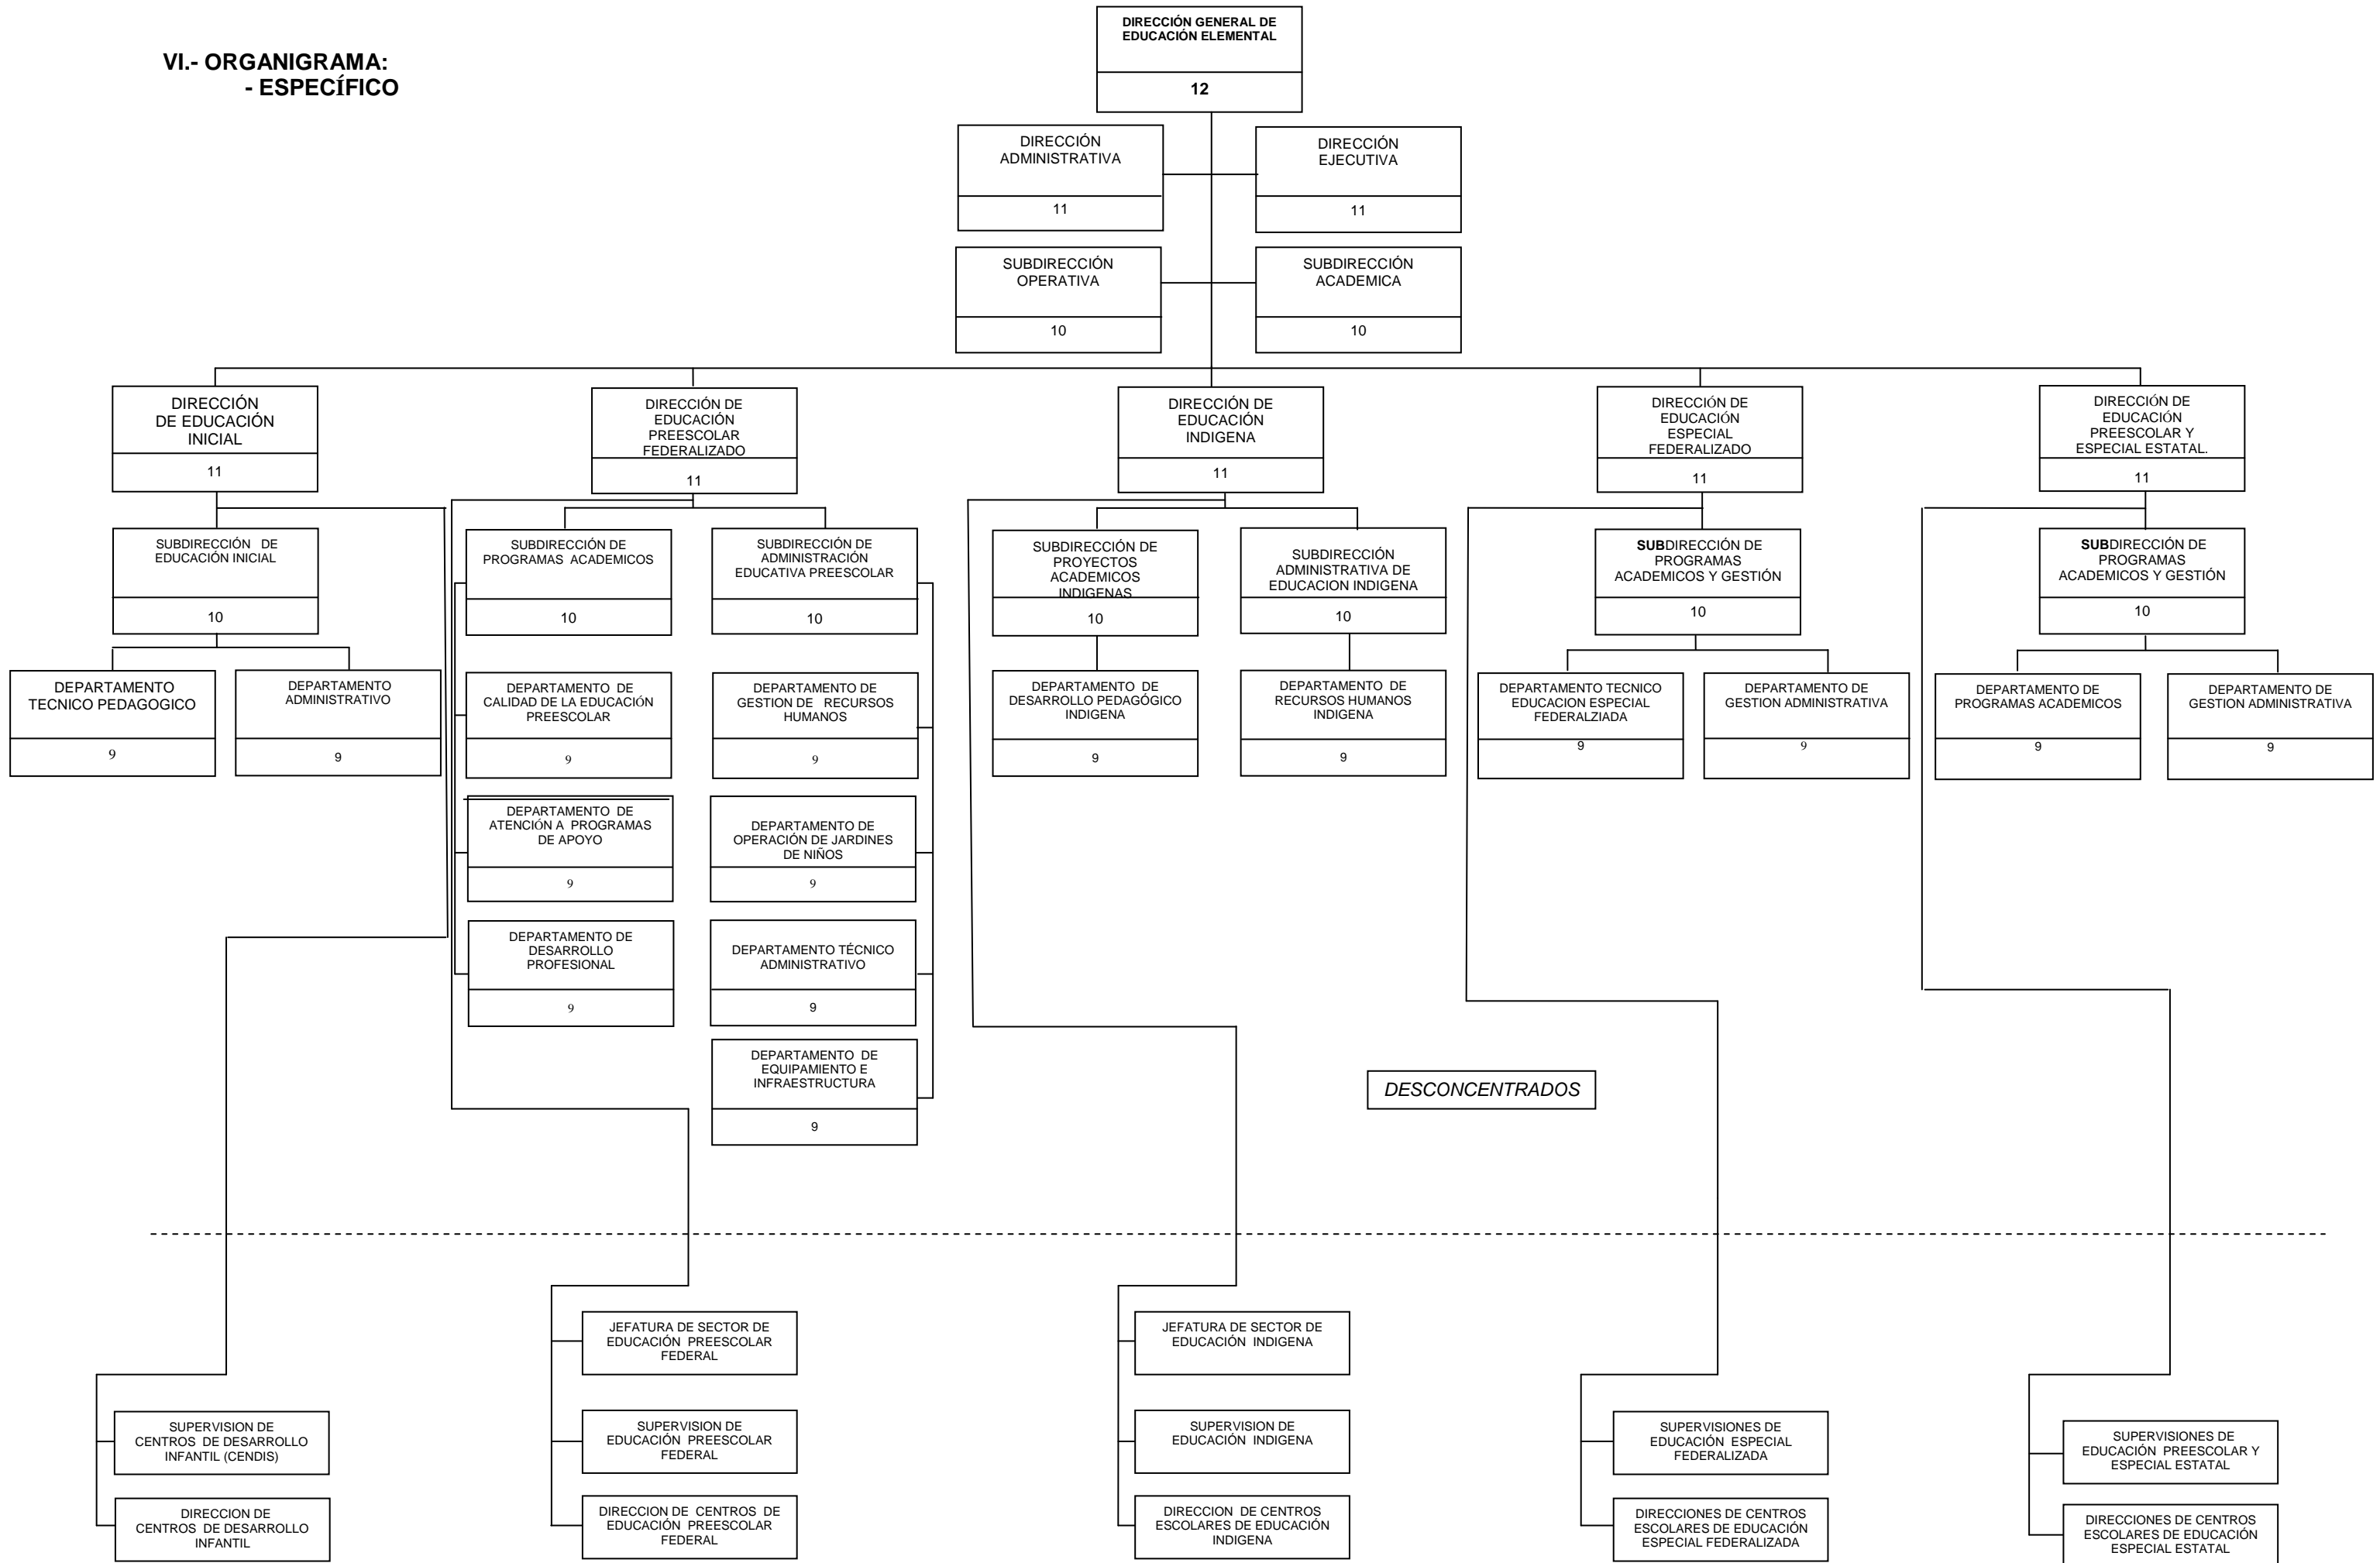 VI.- ORGANIGRAMA:
- ESPECÍFICO
DIRECCIÓN GENERAL DE
EDUCACIÓN ELEMENTAL
12
DIRECCIÓN
ADMINISTRATIVA
11
DIRECCIÓN
EJECUTIVA
11
SUBDIRECCIÓN
OPERATIVA
10
SUBDIRECCIÓN
ACADEMICA
10
DIRECCIÓN
DE EDUCACIÓN
INICIAL
11
DIRECCIÓN DE
EDUCACIÓN
PREESCOLAR
FEDERALIZADO
11
DIRECCIÓN DE
EDUCACIÓN
INDIGENA
11
DIRECCIÓN DE
EDUCACIÓN
ESPECIAL
FEDERALIZADO
11
DIRECCIÓN DE
EDUCACIÓN
PREESCOLAR Y
ESPECIAL ESTATAL.
11
SUBDIRECCIÓN DE
EDUCACIÓN INICIAL
10
SUBDIRECCIÓN DE
PROGRAMAS ACADEMICOS
10
SUBDIRECCIÓN DE
ADMINISTRACIÓN
EDUCATIVA PREESCOLAR
10
SUBDIRECCIÓN DE
PROYECTOS
ACADEMICOS
INDIGENAS
10
SUBDIRECCIÓN
ADMINISTRATIVA DE
EDUCACION INDIGENA
10
SUBDIRECCIÓN DE
PROGRAMAS
ACADEMICOS Y GESTIÓN
10
SUBDIRECCIÓN DE
PROGRAMAS
ACADEMICOS Y GESTIÓN
10
DEPARTAMENTO
TECNICO PEDAGOGICO
9
DEPARTAMENTO
ADMINISTRATIVO
9
DEPARTAMENTO DE
CALIDAD DE LA EDUCACIÓN
PREESCOLAR
9
DEPARTAMENTO DE
GESTION DE RECURSOS
HUMANOS
9
DEPARTAMENTO DE
DESARROLLO PEDAGÓGICO
INDIGENA
9
DEPARTAMENTO DE
RECURSOS HUMANOS
INDIGENA
9
DEPARTAMENTO TECNICO
EDUCACION ESPECIAL
FEDERALZIADA
9
DEPARTAMENTO DE
GESTION ADMINISTRATIVA
9
DEPARTAMENTO DE
PROGRAMAS ACADEMICOS
9
DEPARTAMENTO DE
GESTION ADMINISTRATIVA
9
DEPARTAMENTO DE
ATENCIÓN A PROGRAMAS
DE APOYO
9
DEPARTAMENTO DE
OPERACIÓN DE JARDINES
DE NIÑOS
9
DEPARTAMENTO DE
DESARROLLO
PROFESIONAL
9
DEPARTAMENTO TÉCNICO
ADMINISTRATIVO
9
DEPARTAMENTO DE
EQUIPAMIENTO E
INFRAESTRUCTURA
9
DESCONCENTRADOS
JEFATURA DE SECTOR DE
EDUCACIÓN PREESCOLAR
FEDERAL
JEFATURA DE SECTOR DE
EDUCACIÓN INDIGENA
SUPERVISION DE
CENTROS DE DESARROLLO
INFANTIL (CENDIS)
SUPERVISION DE
EDUCACIÓN PREESCOLAR
FEDERAL
SUPERVISION DE
EDUCACIÓN INDIGENA
SUPERVISIONES DE
EDUCACIÓN ESPECIAL
FEDERALIZADA
SUPERVISIONES DE
EDUCACIÓN PREESCOLAR Y
ESPECIAL ESTATAL
DIRECCION DE
CENTROS DE DESARROLLO
INFANTIL
DIRECCION DE CENTROS DE
EDUCACIÓN PREESCOLAR
FEDERAL
DIRECCION DE CENTROS
ESCOLARES DE EDUCACIÓN
INDIGENA
DIRECCIONES DE CENTROS
ESCOLARES DE EDUCACIÓN
ESPECIAL FEDERALIZADA
DIRECCIONES DE CENTROS
ESCOLARES DE EDUCACIÓN
ESPECIAL ESTATAL